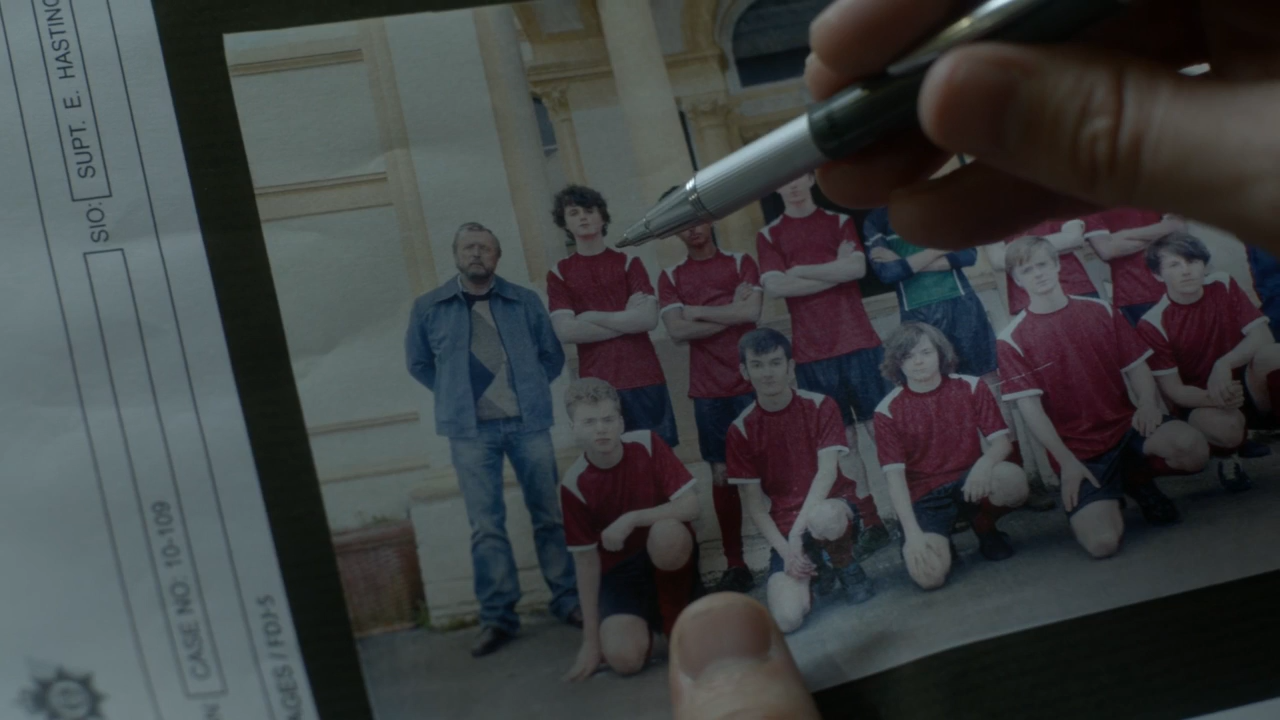 SIO: SUPT. E. HASTING
CASE NO: 10-109
AGES / FDJ-5